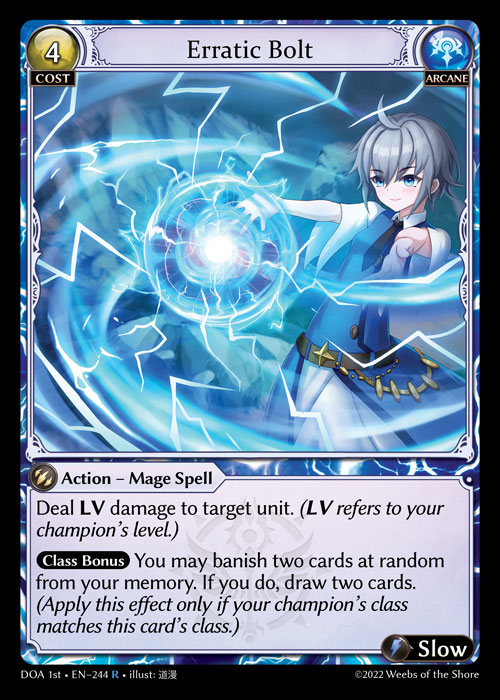 4
Erratic Bolt
COST
ARCANE
Action – Mage Spell
Deal LV damage to target unit. (LV refers to your
champion's level.)
Class Bonus You may banish two cards at random
from your memory. If you do, draw two cards.
(Apply this effect only if your champion's class
matches this card's class.)
Slow
DOA 1st • EN–244 R • illust: 道漫
©2022 Weebs of the Shore